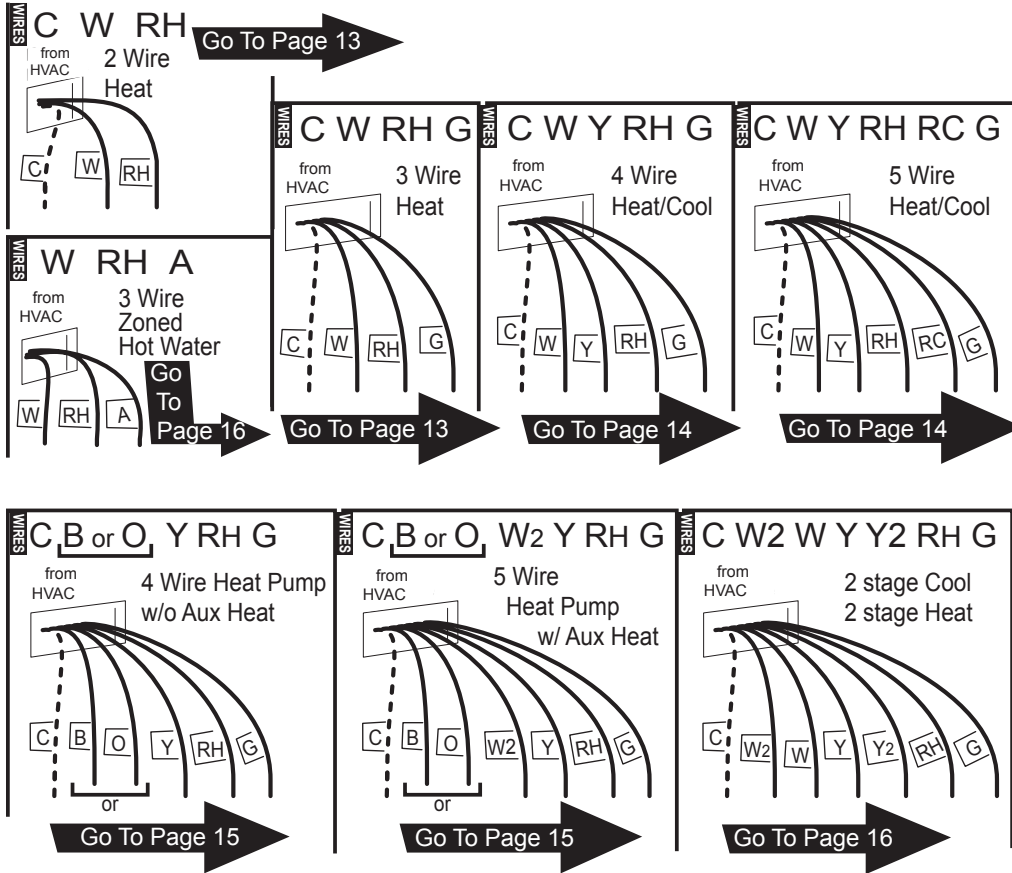 WIRES C W RH
Go To Page 13
from
HVAC
2 Wire
Heat
C W RH
WIRES W RH A
from
HVAC
3 Wire
Zoned
Hot Water
W RH A
Go
To
Page 16
WIRES C W RH G
from
HVAC
3 Wire
Heat
C W RH G
Go To Page 13
WIRES C W Y RH G
from
HVAC
4 Wire
Heat/Cool
C W Y RH G
Go To Page 14
WIRES C W Y RH RC G
from
HVAC
5 Wire
Heat/Cool
C W Y RH RC G
Go To Page 14
WIRES C B or O Y RH G
from
HVAC
4 Wire Heat Pump
w/o Aux Heat
C B O Y RH G
or
Go To Page 15
WIRES C B or O W2 Y RH G
from
HVAC
5 Wire
Heat Pump
w/ Aux Heat
C B O W2 Y RH G
or
Go To Page 15
WIRES C W2 W Y Y2 RH G
from
HVAC
2 stage Cool
2 stage Heat
C W2 W Y Y2 RH G
Go To Page 16